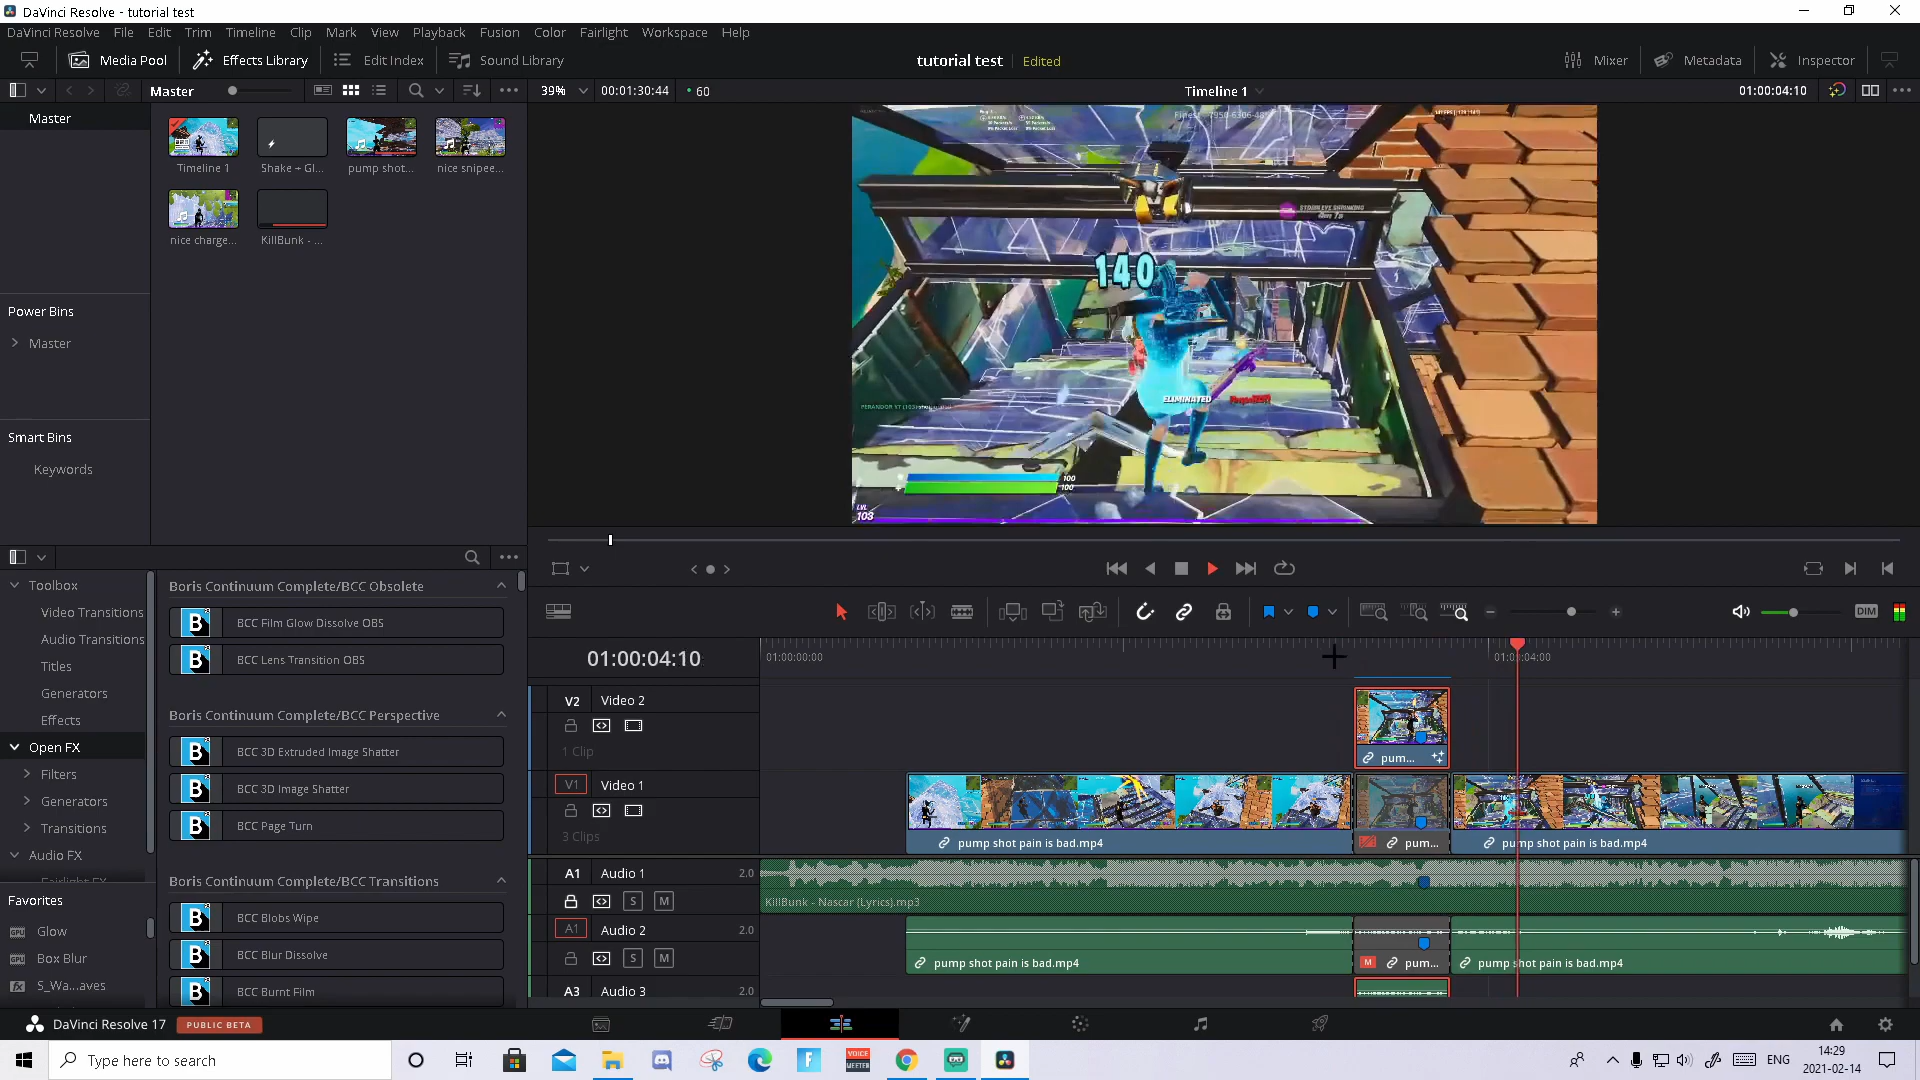 DaVinci Resolve - tutorial test
DaVinci Resolve File Edit Trim Timeline Clip Mark View Playback Fusion Color Fairlight Workspace Help
Media Pool Effects Library Edit Index Sound Library tutorial test Edited Mixer Metadata Inspector
Master 39% 00:01:30:44 60 Timeline 1 01:00:04:10
Master
Timeline 1 Shake + Gl... pump shot... nice snipee...
nice charge... KillBunk - ...
Power Bins
Master
Smart Bins
Keywords
140
ELIMINATED
100
100
LVL
103
Toolbox
Video Transitions
Audio Transitions
Titles
Generators
Effects
Open FX
Filters
Generators
Transitions
Audio FX
Fairlight FX
Favorites
Glow
Box Blur
S_Wa...aves
Boris Continuum Complete/BCC Obsolete
BCC Film Glow Dissolve OBS
BCC Lens Transition OBS
Boris Continuum Complete/BCC Perspective
BCC 3D Extruded Image Shatter
BCC 3D Image Shatter
BCC Page Turn
Boris Continuum Complete/BCC Transitions
BCC Blobs Wipe
BCC Blur Dissolve
BCC Burnt Film
DIM
01:00:04:10 01:00:00:00 01:00:04:00
V2 Video 2
1 Clip
pum...
V1 Video 1
3 Clips
pump shot pain is bad.mp4 pum... pump shot pain is bad.mp4
A1 Audio 1 2.0
S M
KillBunk - Nascar (Lyrics).mp3
A1 Audio 2 2.0
S M
pump shot pain is bad.mp4 M pum... pump shot pain is bad.mp4
A3 Audio 3 2.0
DaVinci Resolve 17 PUBLIC BETA
Type here to search
VOICE
MEETER
ENG
14:29
2021-02-14